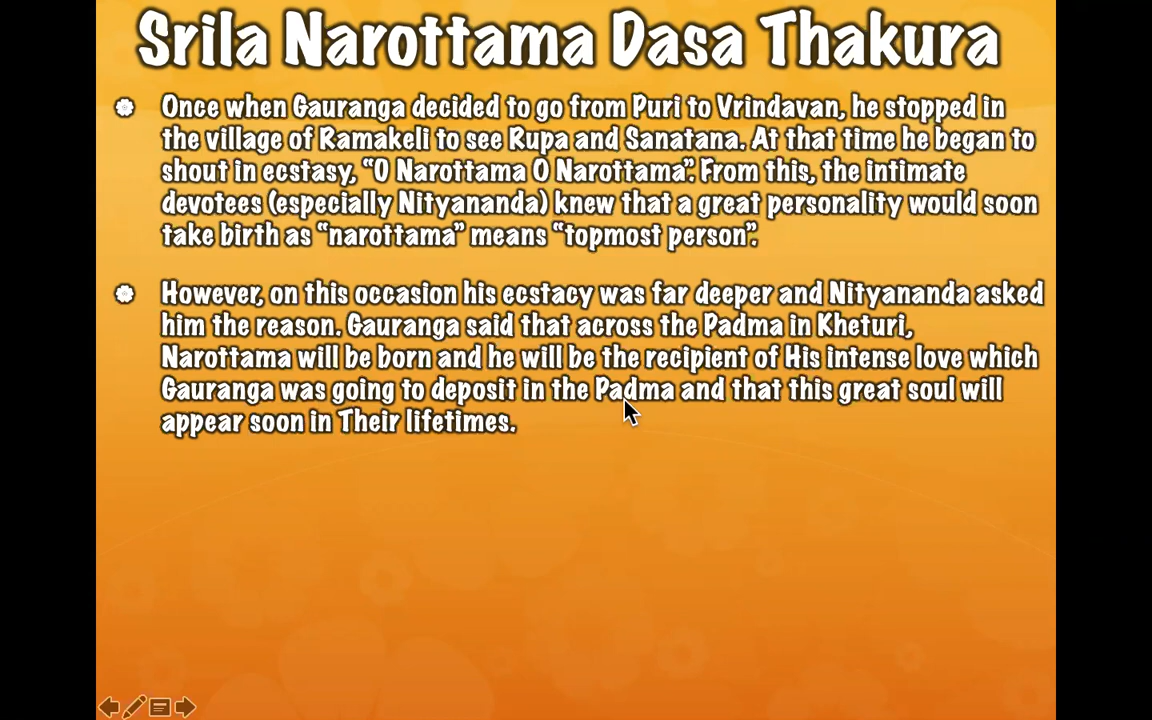 Srila Narottama Dasa Thakura
Once when Gauranga decided to go from Puri to Vrindavan, he stopped in
the village of Ramakeli to see Rupa and Sanatana. At that time he began to
shout in ecstasy, “O Narottama O Narottama”. From this, the intimate
devotees (especially Nityananda) knew that a great personality would soon
take birth as “narottama” means “topmost person”.
However, on this occasion his ecstacy was far deeper and Nityananda asked
him the reason. Gauranga said that across the Padma in Kheturi,
Narottama will be born and he will be the recipient of His intense love which
Gauranga was going to deposit in the Padma and that this great soul will
appear soon in Their lifetimes.